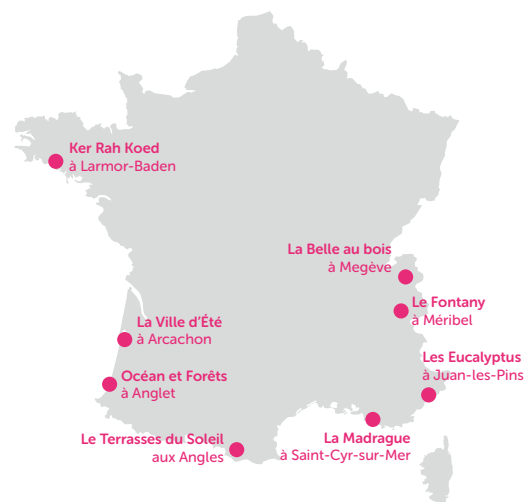 Ker Rah Koed
à Larmor-Baden
La Belle au bois
à Megève
Le Fontany
à Méribel
La Ville d'Été
à Arcachon
Les Eucalyptus
à Juan-les-Pins
Océan et Forêts
à Anglet
La Madrague
à Saint-Cyr-sur-Mer
Le Terrasses du Soleil
aux Angles